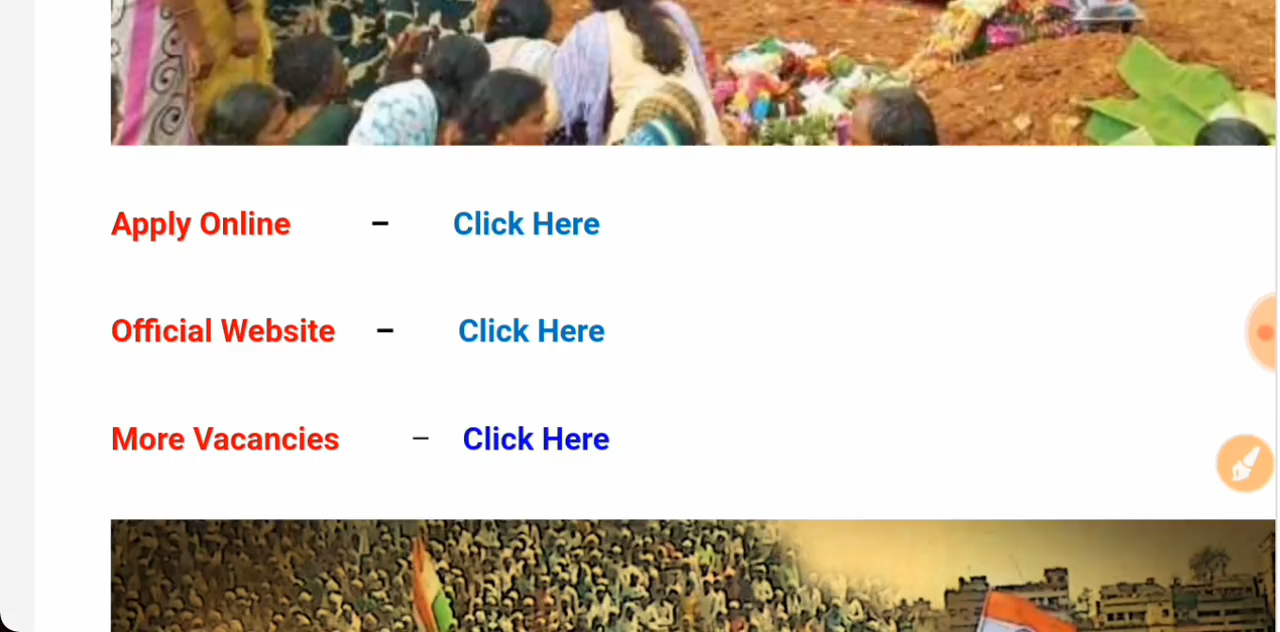 Apply Online – Click Here
Official Website – Click Here
More Vacancies – Click Here